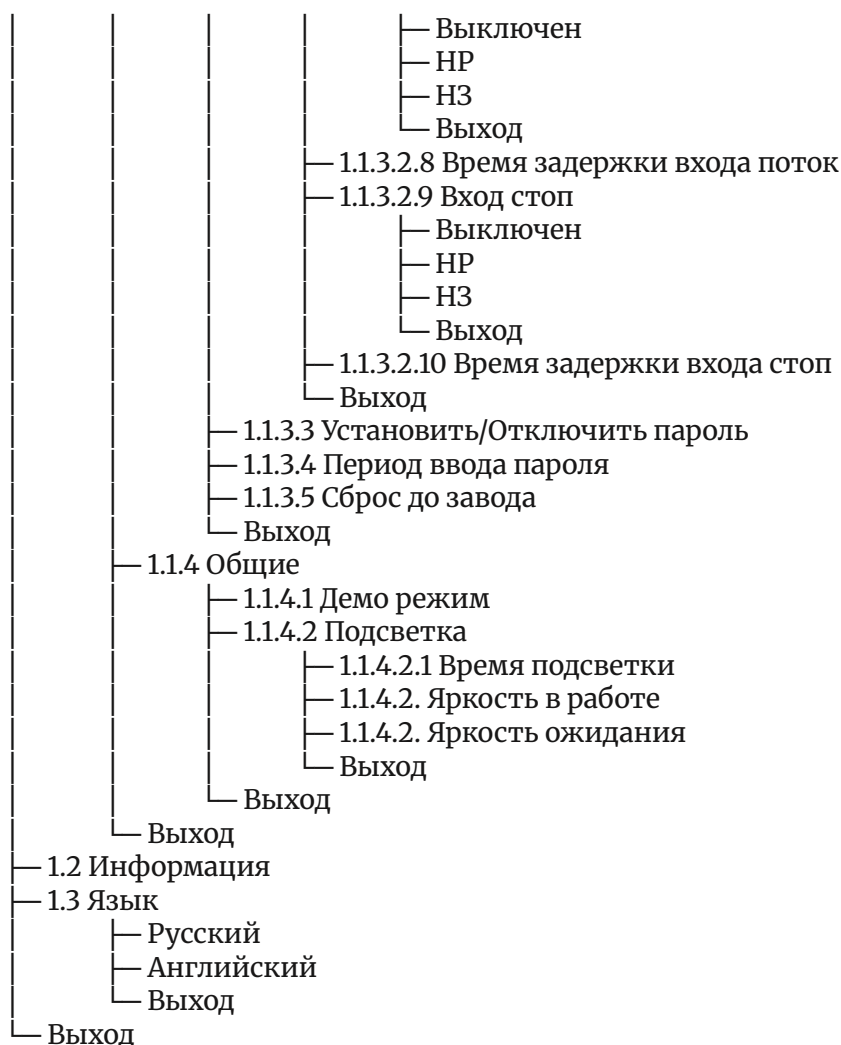 Выключен
НР
НЗ
Выход
1.1.3.2.8 Время задержки входа поток
1.1.3.2.9 Вход стоп
Выключен
НР
НЗ
Выход
1.1.3.2.10 Время задержки входа стоп
Выход
1.1.3.3 Установить/Отключить пароль
1.1.3.4 Период ввода пароля
1.1.3.5 Сброс до завода
Выход
1.1.4 Общие
1.1.4.1 Демо режим
1.1.4.2 Подсветка
1.1.4.2.1 Время подсветки
1.1.4.2. Яркость в работе
1.1.4.2. Яркость ожидания
Выход
Выход
Выход
1.2 Информация
1.3 Язык
Русский
Английский
Выход
Выход